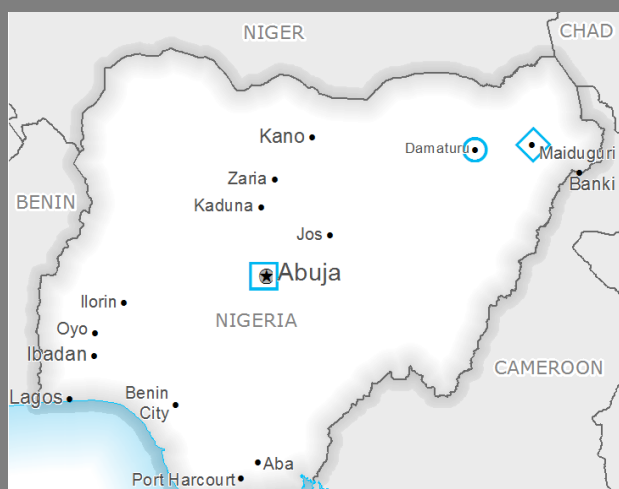 NIGER
CHAD
Kano
Damaturu
Maiduguri
Zaria
Banki
BENIN
Kaduna
Jos
Abuja
Ilorin
NIGERIA
Oyo
Ibadan
CAMEROON
Lagos
Benin
City
Aba
Port Harcourt